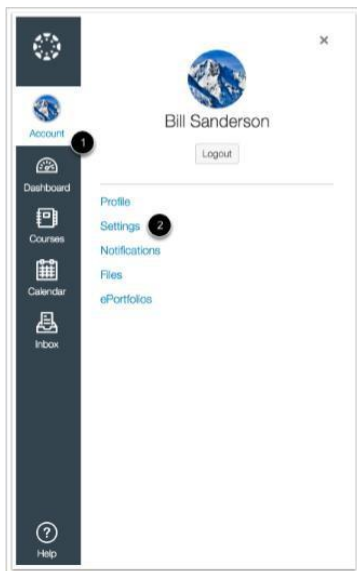 Account
1
Dashboard
Courses
Calendar
Inbox
Help
×
Bill Sanderson
Logout
Profile
Settings 2
Notifications
Files
ePortfolios